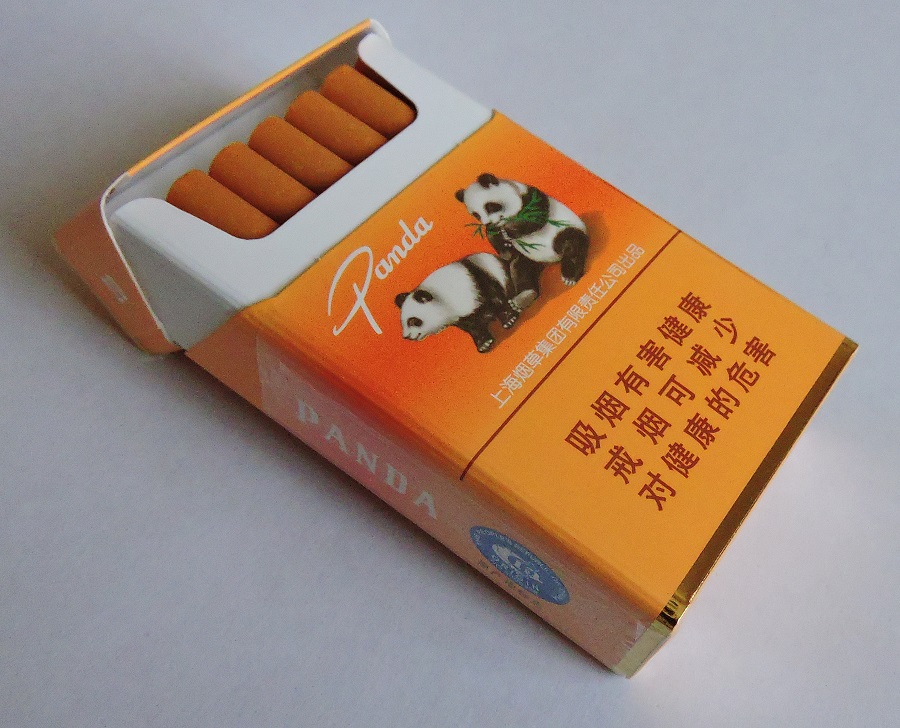 Panda
上海烟草集团有限责任公司出品
吸烟有害健康
戒烟可减少
对健康的危害
PANDA